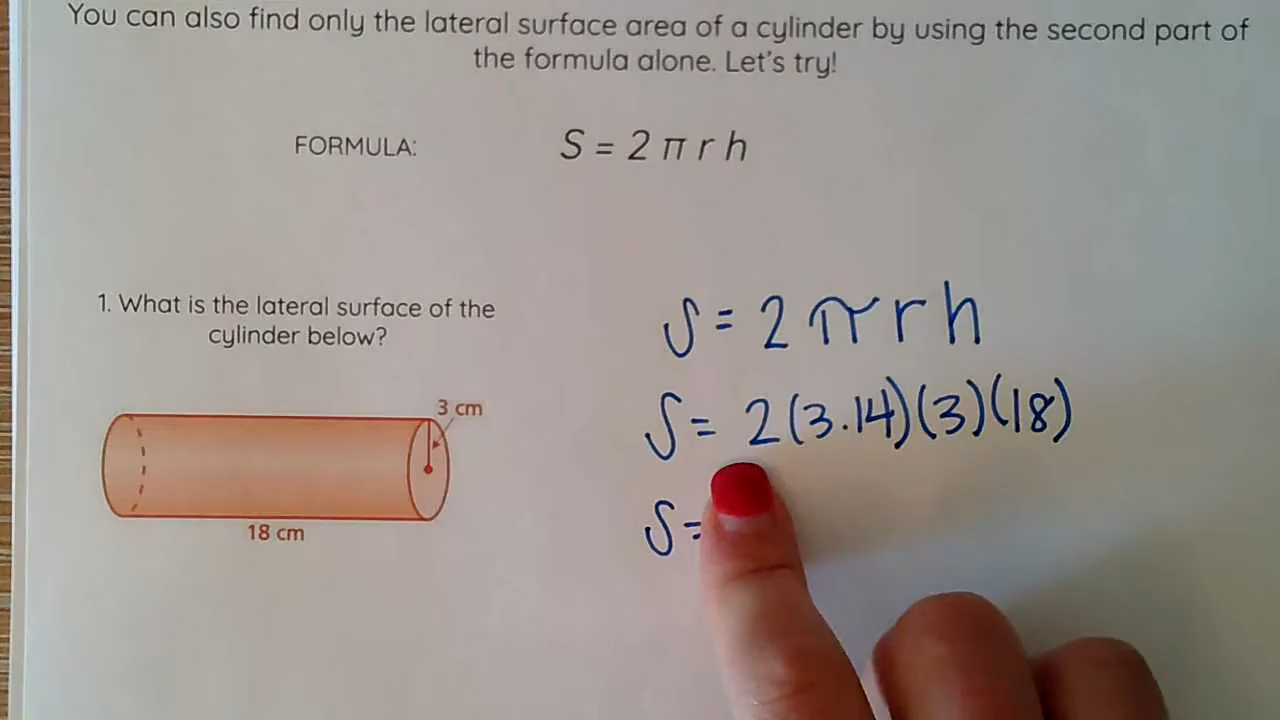 You can also find only the lateral surface area of a cylinder by using the second part of
the formula alone. Let's try!
FORMULA: S = 2 π r h
1. What is the lateral surface of the
cylinder below?
3 cm
18 cm
S = 2 π r h
S = 2 (3.14)(3)(18)
S =